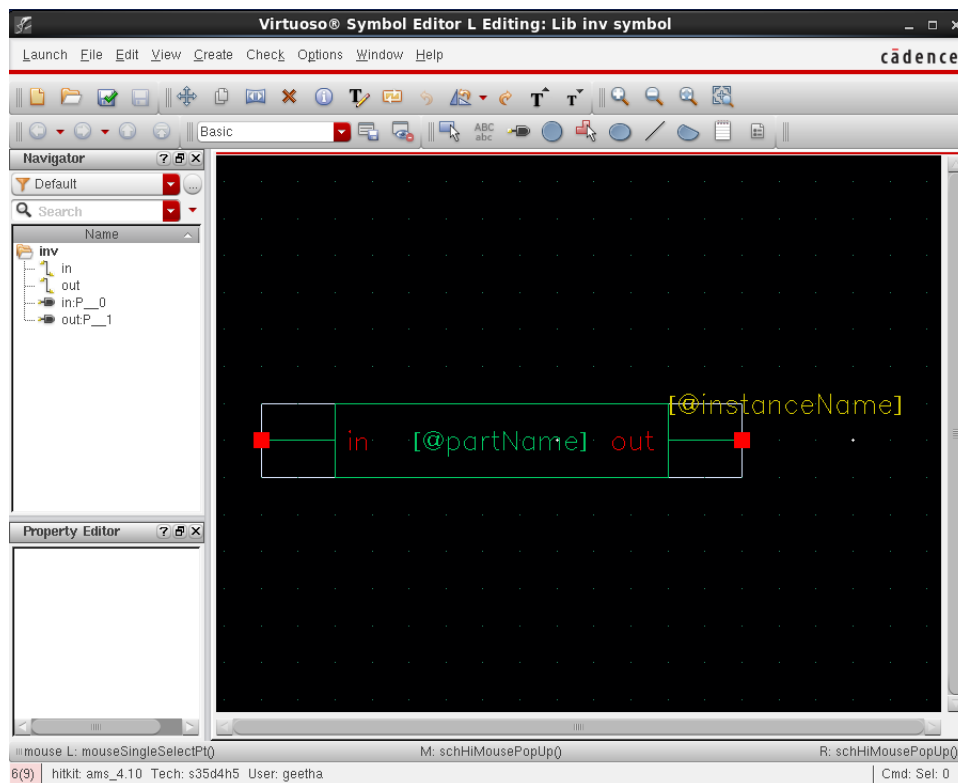 Virtuoso® Symbol Editor L Editing: Lib inv symbol
Launch File Edit View Create Check Options Window Help
cādence
Basic
ABC
abc
Navigator
Default
Search
Name
inv
in
out
in:P__0
out:P__1
[@instanceName]
in [@partName] out
Property Editor
mouse L: mouseSingleSelectPt() M: schHiMousePopUp() R: schHiMousePopUp()
6(9) hitkit: ams_4.10 Tech: s35d4h5 User: geetha Cmd: Sel: 0